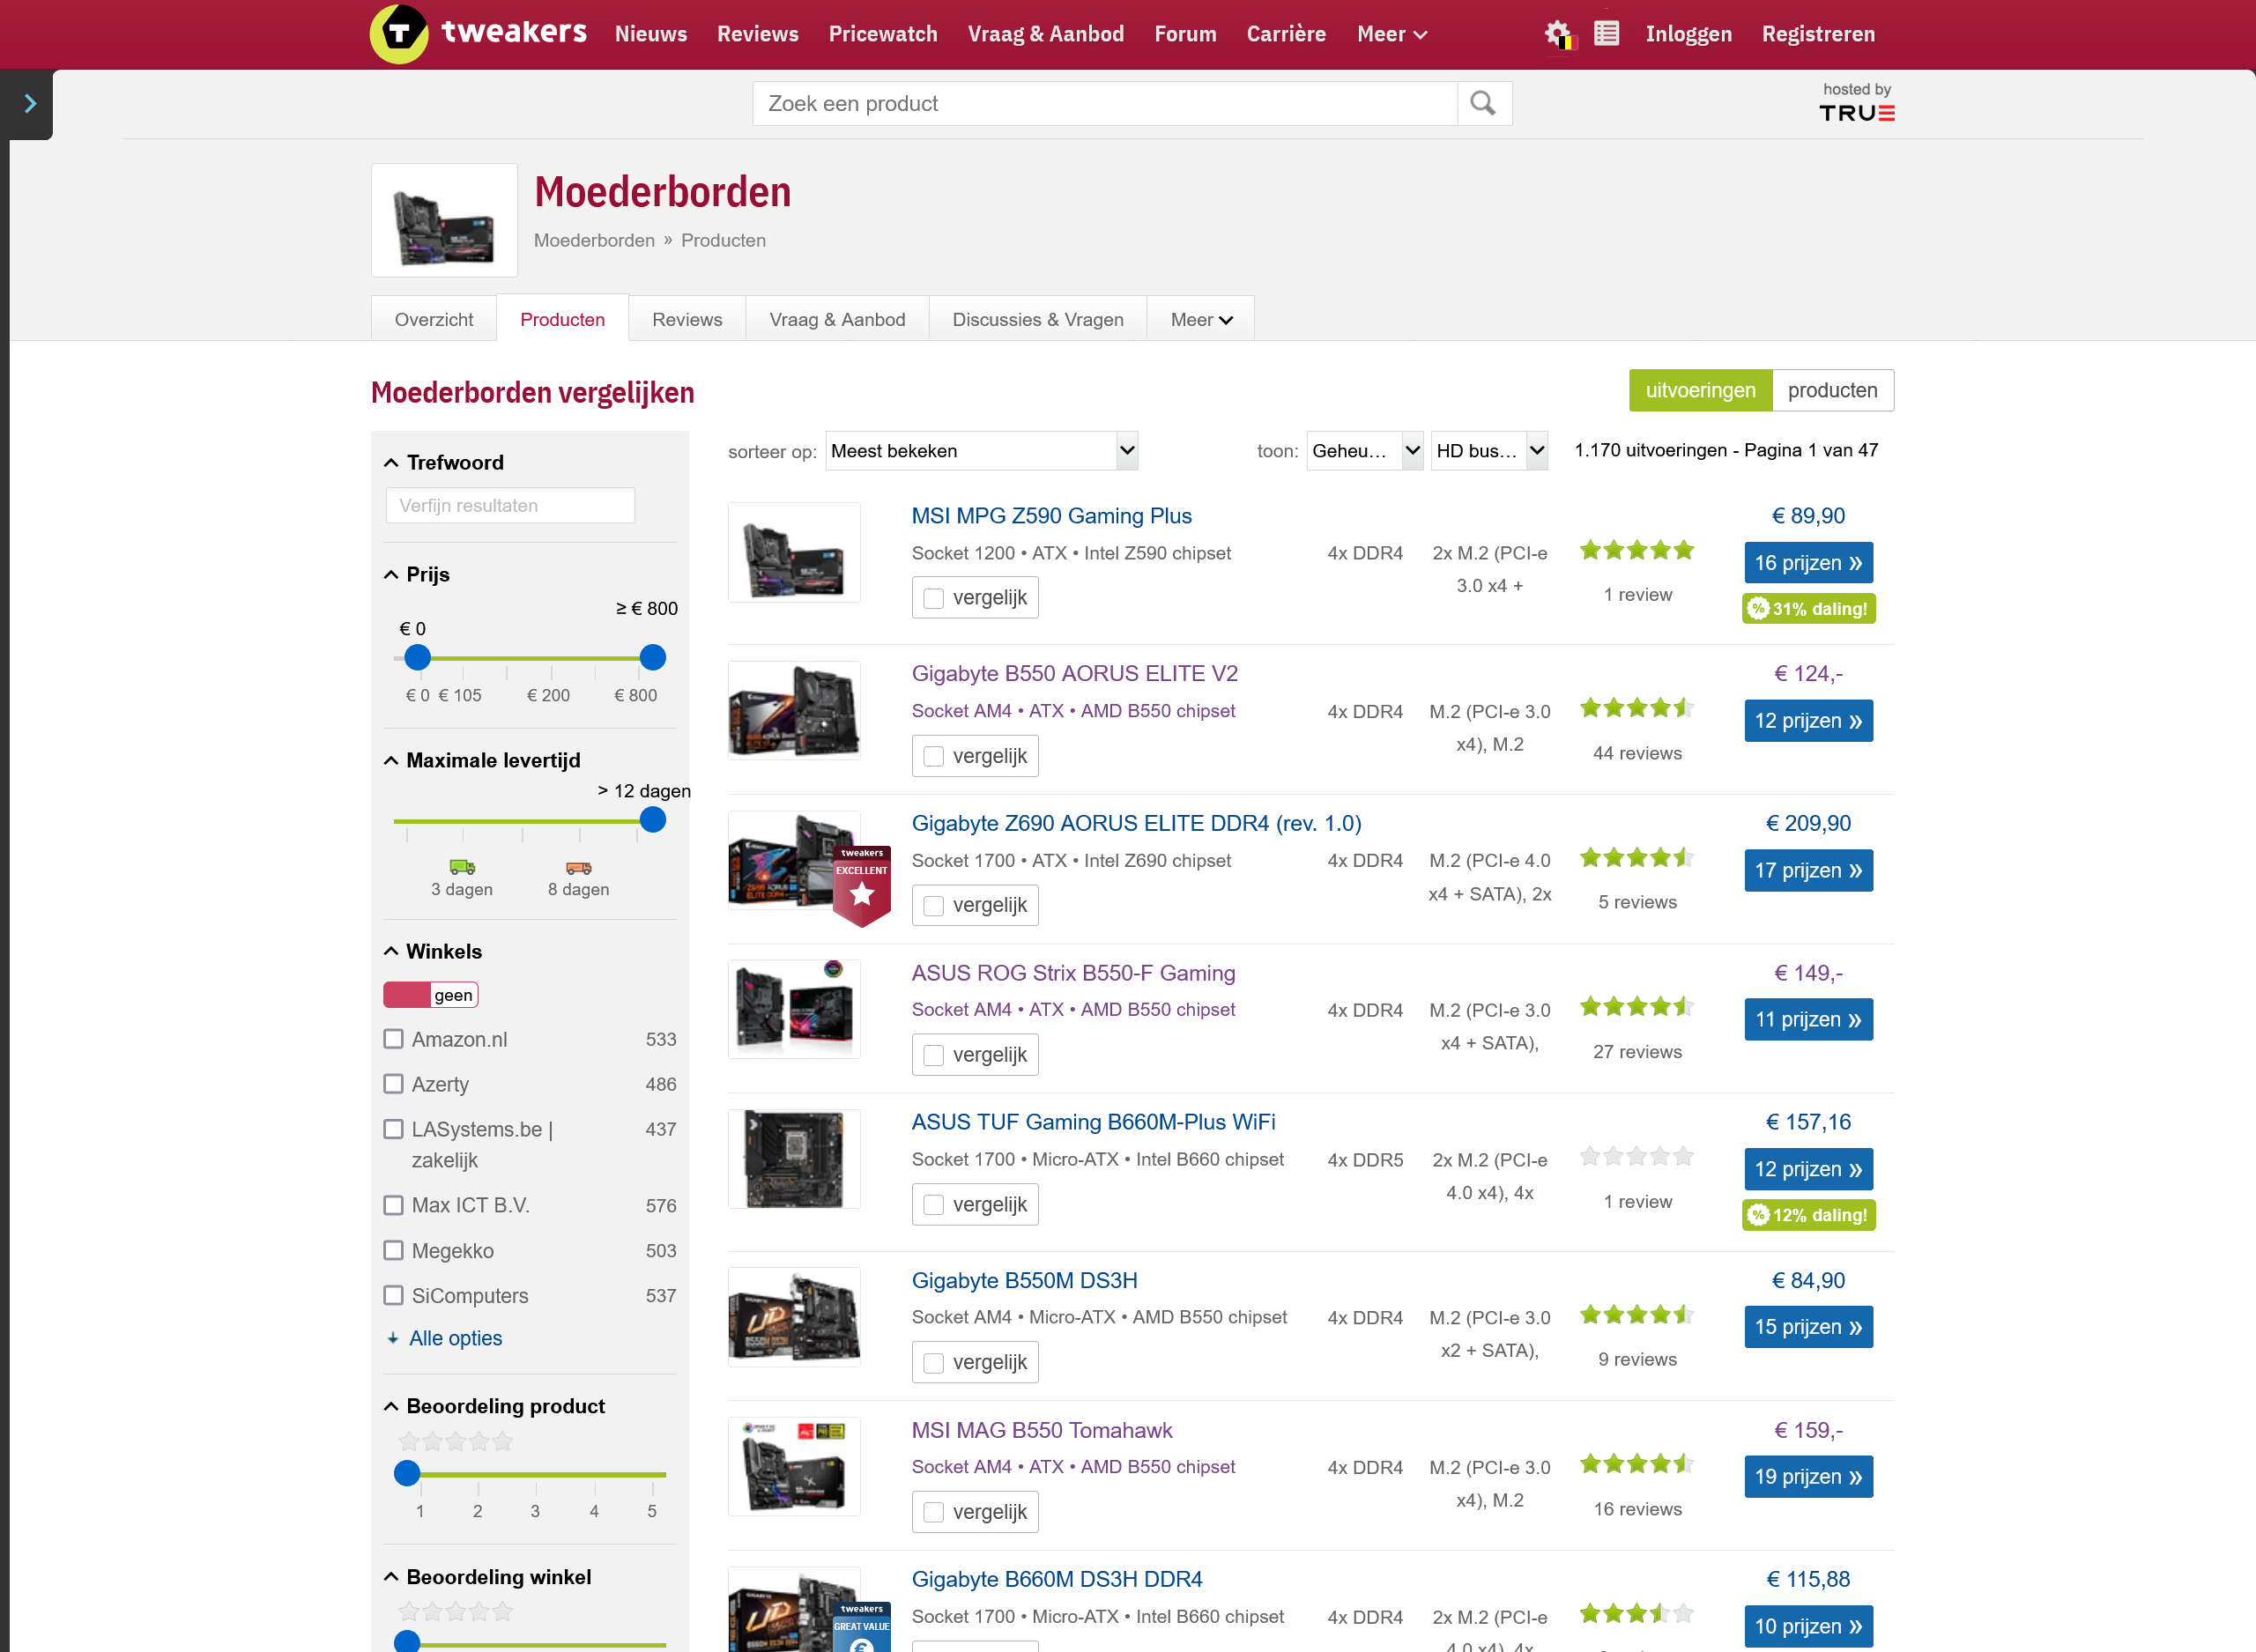 tweakers
Nieuws Reviews Pricewatch Vraag & Aanbod Forum Carrière Meer Inloggen Registreren
Zoek een product
hosted by
TRUE
Moederborden
Moederborden » Producten
Overzicht Producten Reviews Vraag & Aanbod Discussies & Vragen Meer
Moederborden vergelijken
uitvoeringen producten
sorteer op: Meest bekeken toon: Geheu... HD bus... 1.170 uitvoeringen - Pagina 1 van 47
Trefwoord
Verfijn resultaten
Prijs
≥ € 800
€ 0
€ 0 € 105 € 200 € 800
Maximale levertijd
> 12 dagen
3 dagen 8 dagen
Winkels
geen
Amazon.nl 533
Azerty 486
LASystems.be | 437
zakelijk
Max ICT B.V. 576
Megekko 503
SiComputers 537
Alle opties
Beoordeling product
1 2 3 4 5
Beoordeling winkel
MSI MPG Z590 Gaming Plus € 89,90
Socket 1200 • ATX • Intel Z590 chipset 4x DDR4 2x M.2 (PCI-e
3.0 x4 +
1 review
16 prijzen »
vergelijk
31% daling!
Gigabyte B550 AORUS ELITE V2 € 124,-
Socket AM4 • ATX • AMD B550 chipset 4x DDR4 M.2 (PCI-e 3.0
x4), M.2
44 reviews
12 prijzen »
vergelijk
Gigabyte Z690 AORUS ELITE DDR4 (rev. 1.0) € 209,90
tweakers
EXCELLENT
Socket 1700 • ATX • Intel Z690 chipset 4x DDR4 M.2 (PCI-e 4.0
x4 + SATA), 2x
5 reviews
17 prijzen »
vergelijk
ASUS ROG Strix B550-F Gaming € 149,-
Socket AM4 • ATX • AMD B550 chipset 4x DDR4 M.2 (PCI-e 3.0
x4 + SATA),
27 reviews
11 prijzen »
vergelijk
ASUS TUF Gaming B660M-Plus WiFi € 157,16
Socket 1700 • Micro-ATX • Intel B660 chipset 4x DDR5 2x M.2 (PCI-e
4.0 x4), 4x
1 review
12 prijzen »
vergelijk
12% daling!
Gigabyte B550M DS3H € 84,90
Socket AM4 • Micro-ATX • AMD B550 chipset 4x DDR4 M.2 (PCI-e 3.0
x2 + SATA),
9 reviews
15 prijzen »
vergelijk
MSI MAG B550 Tomahawk € 159,-
Socket AM4 • ATX • AMD B550 chipset 4x DDR4 M.2 (PCI-e 3.0
x4), M.2
16 reviews
19 prijzen »
vergelijk
Gigabyte B660M DS3H DDR4 € 115,88
tweakers
GREAT VALUE
Socket 1700 • Micro-ATX • Intel B660 chipset 4x DDR4 2x M.2 (PCI-e
4.0 x4), 4x
10 prijzen »